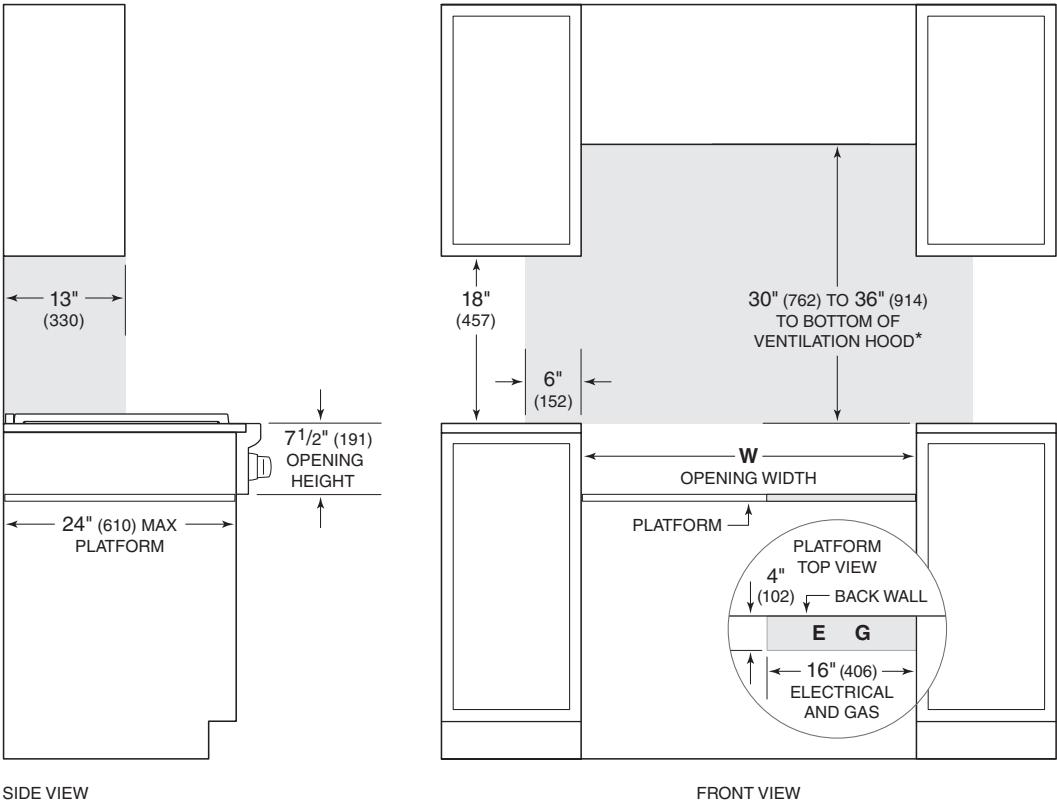 13"
(330)
7 1/2" (191)
OPENING
HEIGHT
24" (610) MAX
PLATFORM
SIDE VIEW
18"
(457)
6"
(152)
30" (762) TO 36" (914)
TO BOTTOM OF
VENTILATION HOOD*
W
OPENING WIDTH
PLATFORM
PLATFORM
TOP VIEW
4"
(102)
BACK WALL
E G
16" (406)
ELECTRICAL
AND GAS
FRONT VIEW